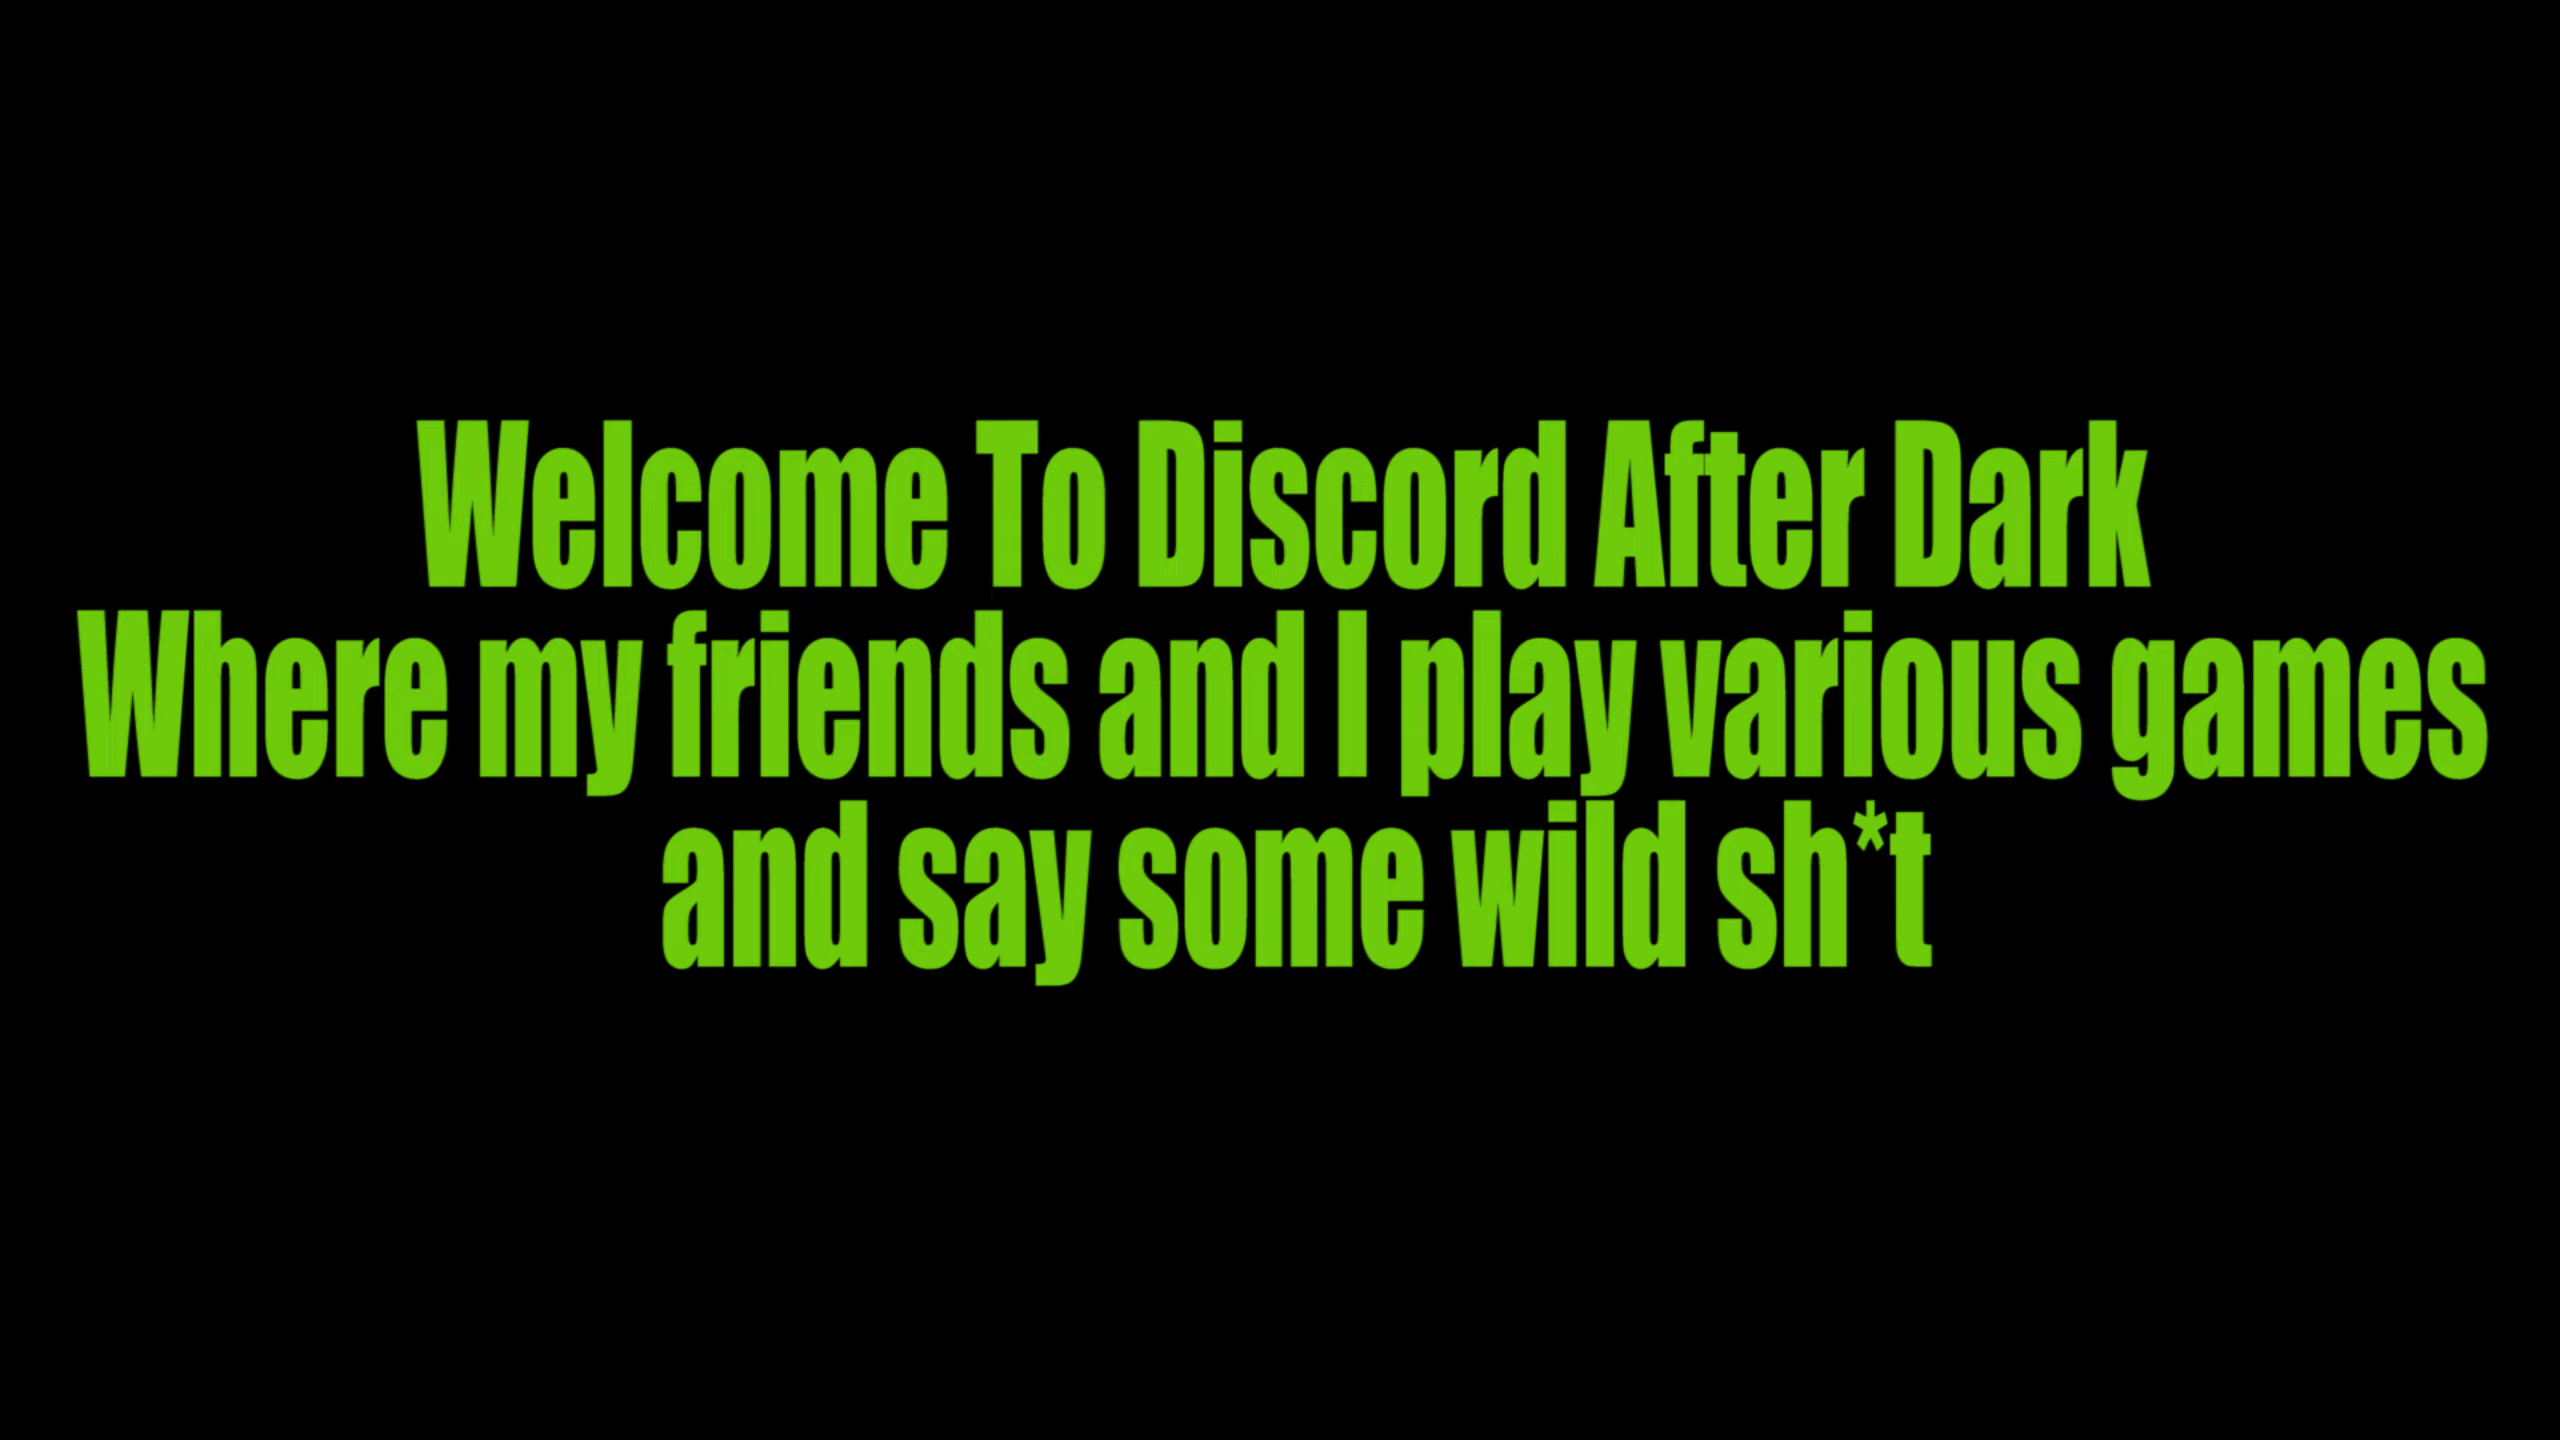 Welcome To Discord After Dark
Where my friends and I play various games
and say some wild sh*t